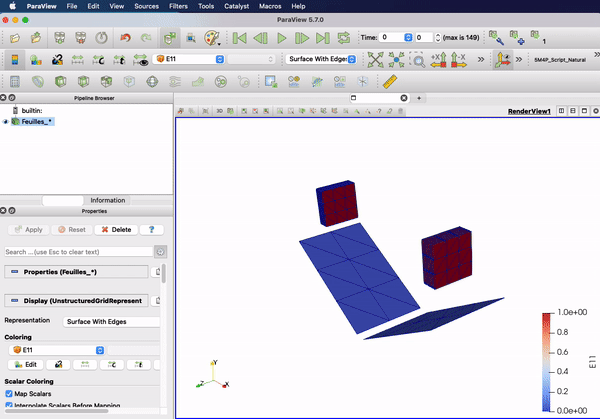 ParaView File Edit View Sources Filters Tools Catalyst Macros Help
ParaView 5.7.0
Time: 0 0 (max is 149)
E11 Surface With Edges SM4P_Script_Natural
Pipeline Browser
builtin:
Feuilles_*
Information
Properties
Apply Reset Delete ?
Search ... (use Esc to clear text)
Properties (Feuilles_*)
Display (UnstructuredGridRepresent
Representation Surface With Edges
Coloring
E11
Edit
Scalar Coloring
Map Scalars
Interpolate Scalars Before Mapping
3D
RenderView1
Y
Z X
1.0e+00
0.8
0.6
0.4
0.2
0.0e+00
E11